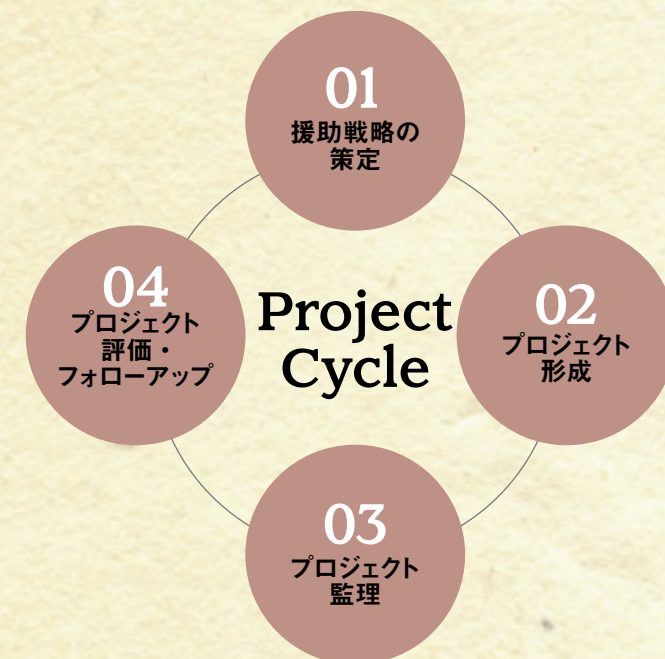 01
援助戦略の
策定
02
プロジェクト
形成
03
プロジェクト
監理
04
プロジェクト
評価・
フォローアップ
Project
Cycle